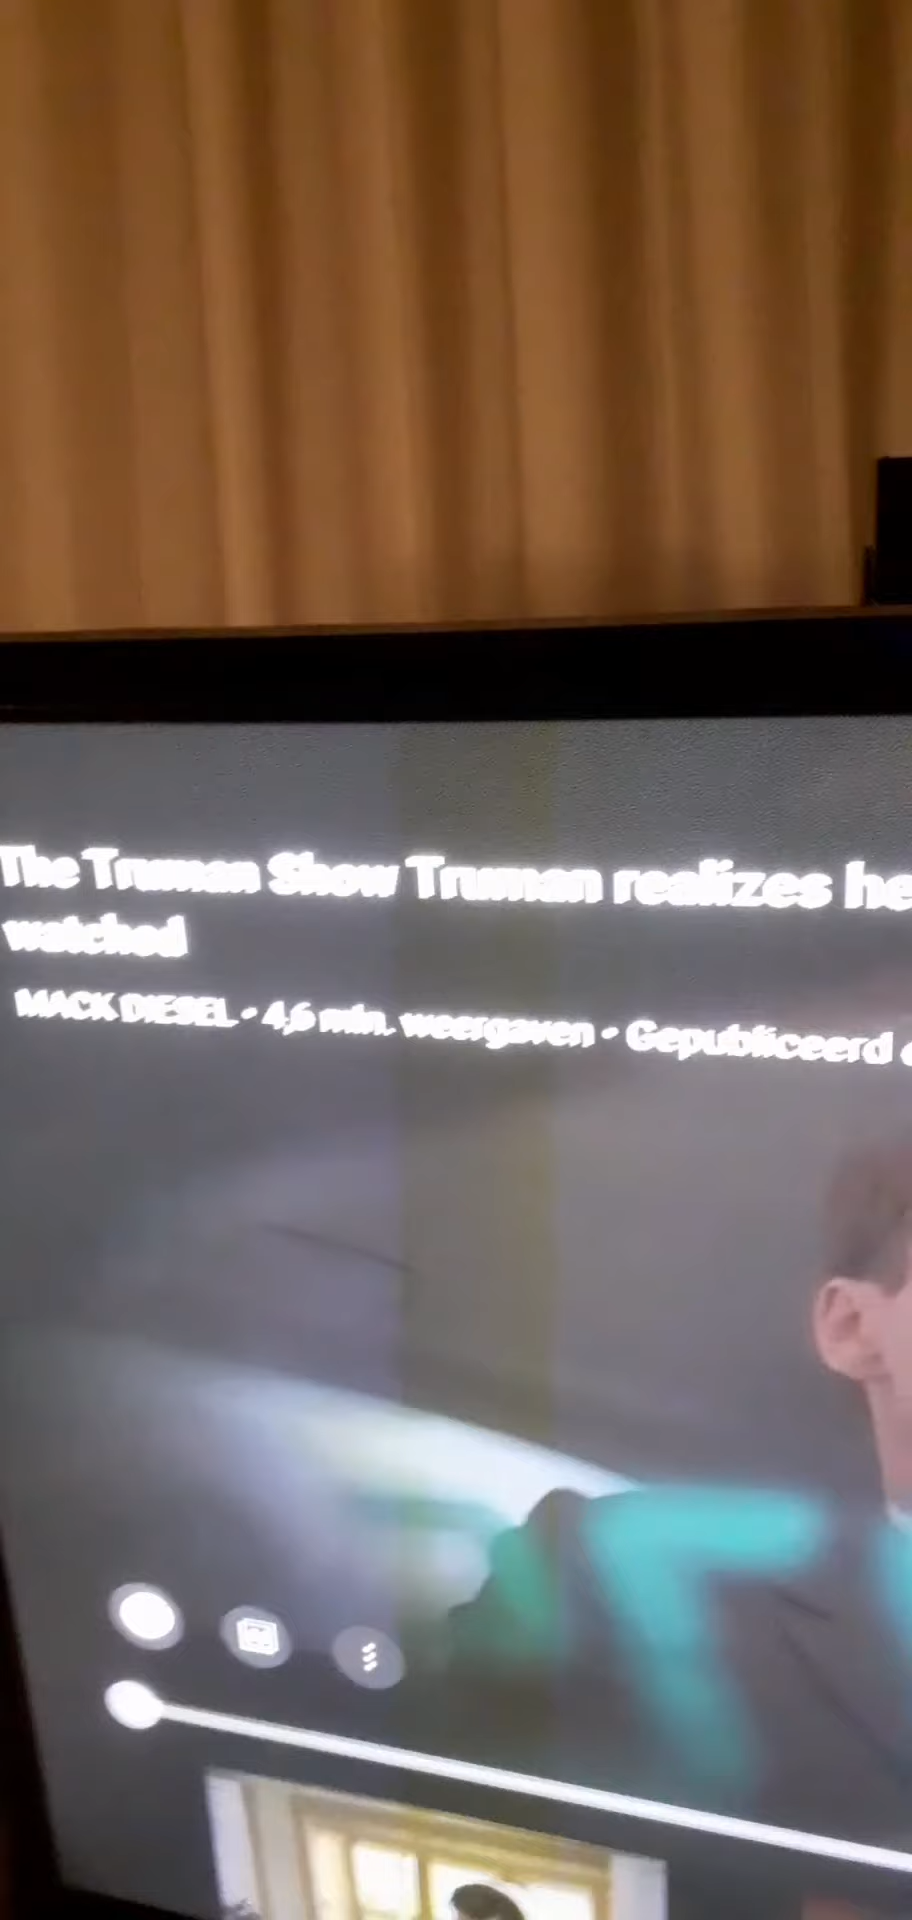 The Truman Show Truman realizes he
watched
MACK DIESEL • 4,6 mln. weergaven • Gepubliceerd